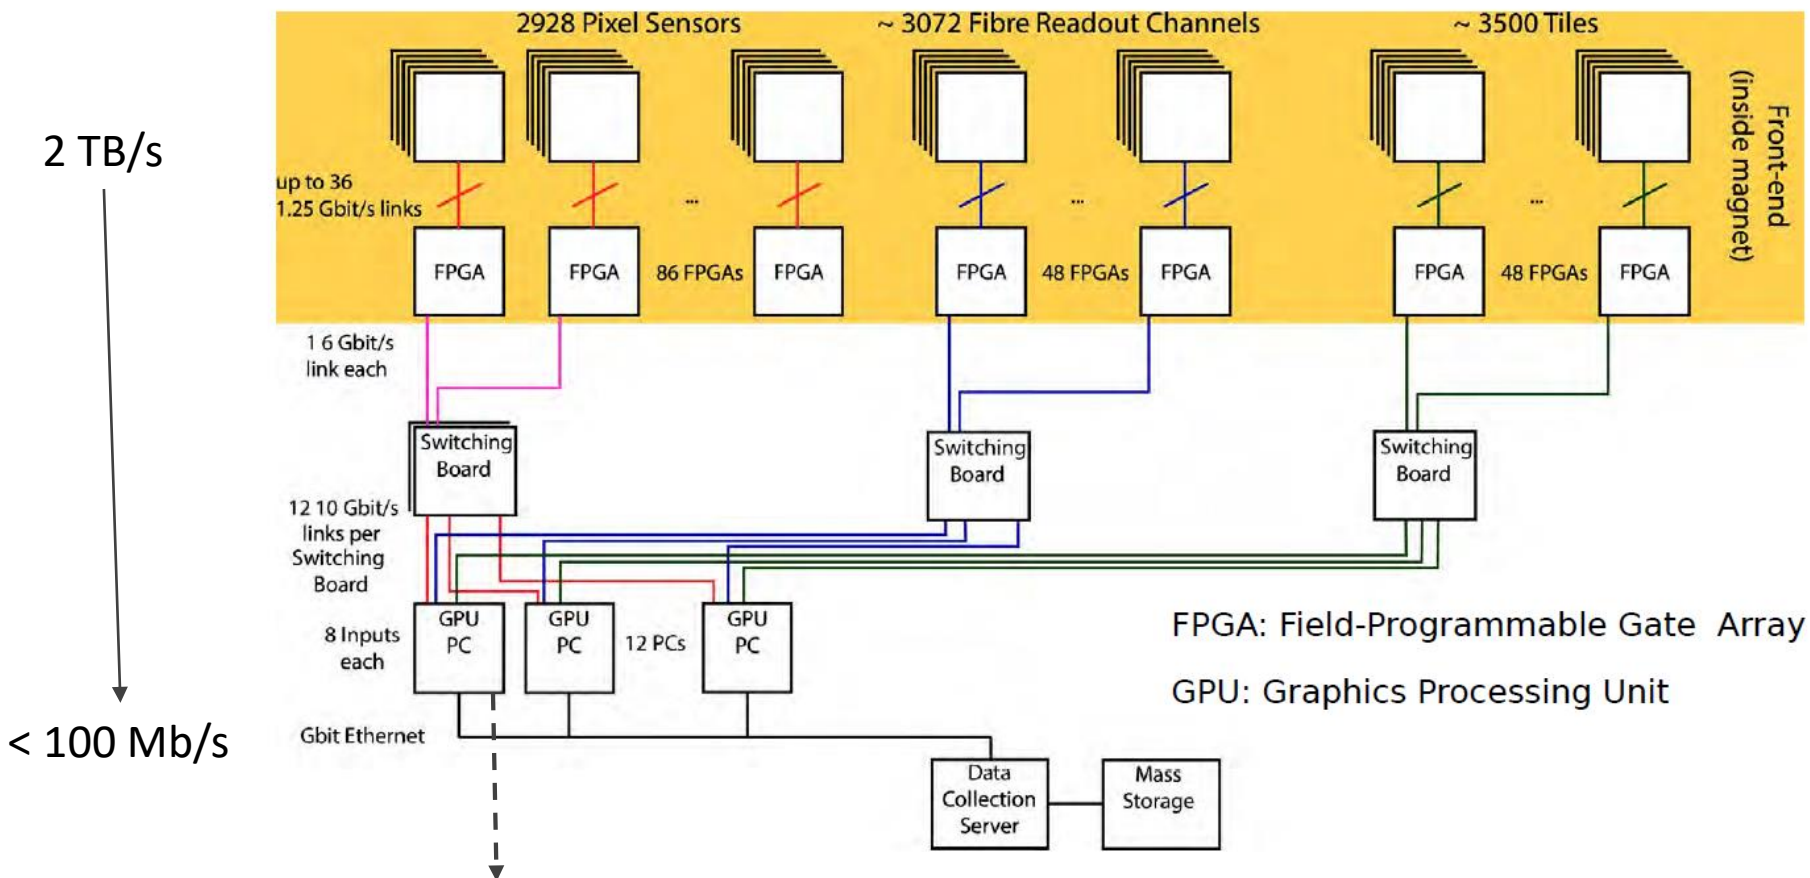 2928 Pixel Sensors
~ 3072 Fibre Readout Channels
~ 3500 Tiles
Front-end
(inside magnet)
2 TB/s
up to 36
1.25 Gbit/s links
...
...
...
FPGA
FPGA
86 FPGAs
FPGA
FPGA
48 FPGAs
FPGA
FPGA
48 FPGAs
FPGA
1 6 Gbit/s
link each
Switching
Board
Switching
Board
Switching
Board
12 10 Gbit/s
links per
Switching
Board
8 Inputs
each
GPU
PC
GPU
PC
12 PCs
GPU
PC
FPGA: Field-Programmable Gate Array
GPU: Graphics Processing Unit
< 100 Mb/s
Gbit Ethernet
Data
Collection
Server
Mass
Storage